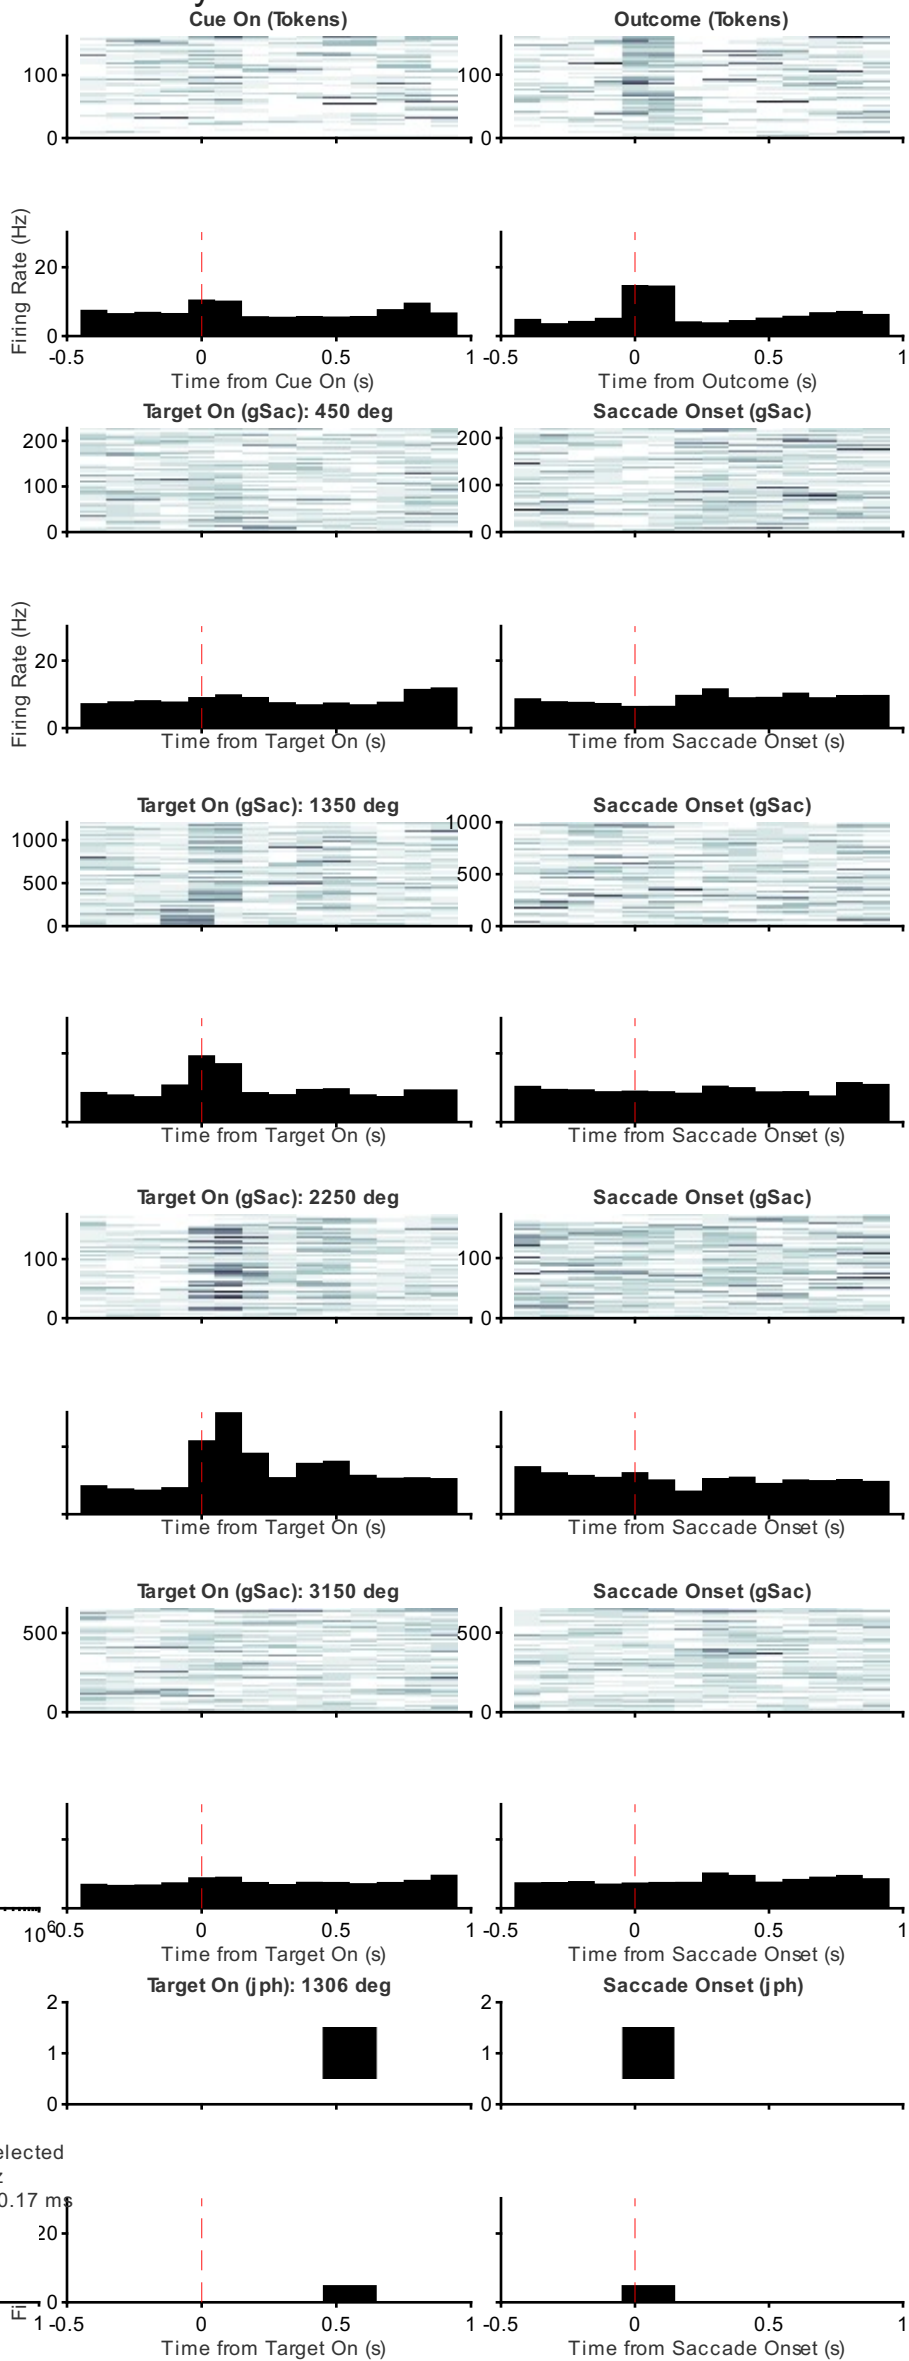 Cue On (Tokens) Outcome (Tokens)
100 100
0 0
Firing Rate (Hz)
20
0
-0.5 0 0.5 1 -0.5 0 0.5 1
Time from Cue On (s) Time from Outcome (s)
Target On (gSac): 450 deg Saccade Onset (gSac)
200 200
100 100
0 0
Firing Rate (Hz)
20
0
Time from Target On (s) Time from Saccade Onset (s)
Target On (gSac): 1350 deg Saccade Onset (gSac)
1000 1000
500 500
0 0
Time from Target On (s) Time from Saccade Onset (s)
Target On (gSac): 2250 deg Saccade Onset (gSac)
100 100
0 0
Time from Target On (s) Time from Saccade Onset (s)
Target On (gSac): 3150 deg Saccade Onset (gSac)
500 500
0 0
10^6 -0.5 0 0.5 1 -0.5 0 0.5 1
Time from Target On (s) Time from Saccade Onset (s)
Target On (jph): 1306 deg Saccade Onset (jph)
2 2
1 1
0 0
elected
z
0.17 ms
20
0
Fi
1 -0.5 0 0.5 1 -0.5 0 0.5 1
Time from Target On (s) Time from Saccade Onset (s)